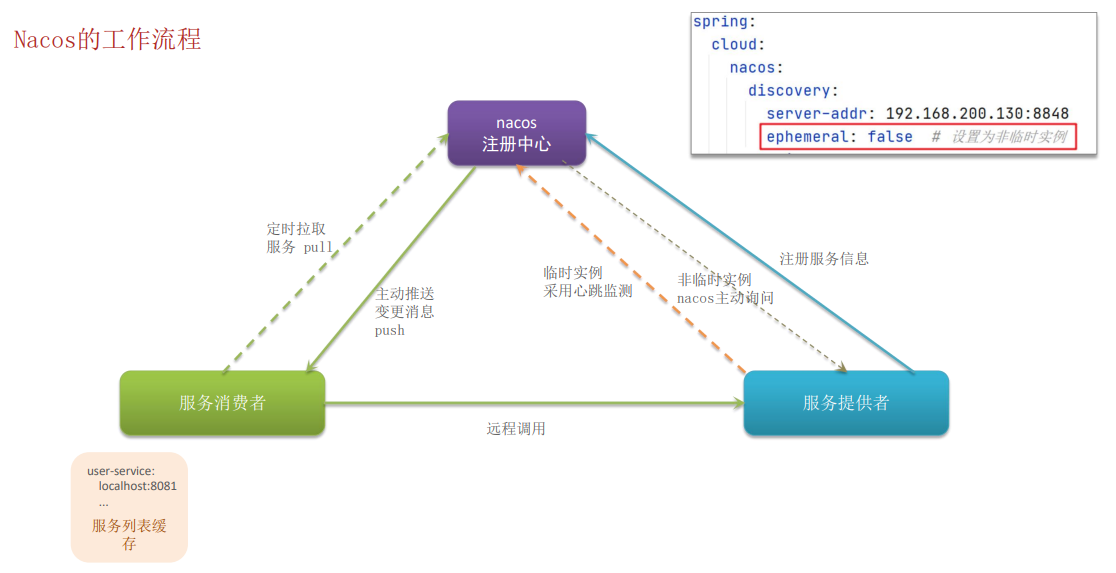 Nacos的工作流程
spring:
cloud:
nacos:
discovery:
server-addr: 192.168.200.130:8848
ephemeral: false # 设置为非临时实例
nacos
注册中心
定时拉取
服务 pull
主动推送
变更消息
push
临时实例
采用心跳监测
非临时实例
nacos主动询问
注册服务信息
服务消费者
远程调用
服务提供者
user-service:
localhost:8081
...
服务列表缓
存